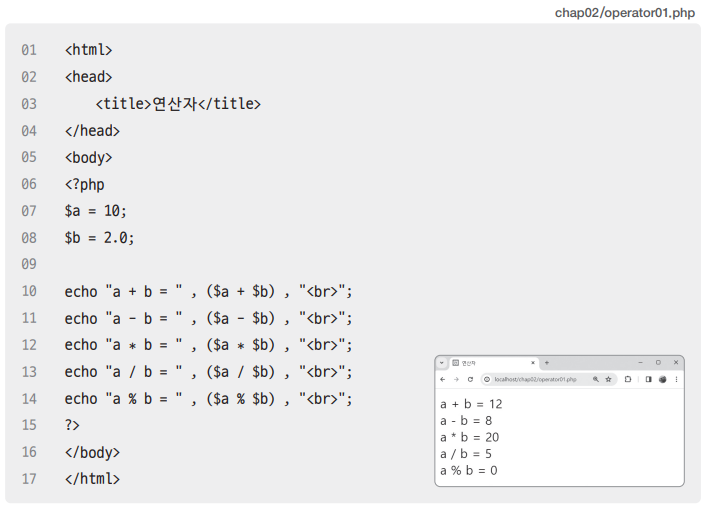 chap02/operator01.php
01 <html>
02 <head>
03     <title>연산자</title>
04 </head>
05 <body>
06 <?php
07 $a = 10;
08 $b = 2.0;
09
10 echo "a + b = " , ($a + $b) , "<br>";
11 echo "a - b = " , ($a - $b) , "<br>";
12 echo "a * b = " , ($a * $b) , "<br>";
13 echo "a / b = " , ($a / $b) , "<br>";
14 echo "a % b = " , ($a % $b) , "<br>";
15 ?>
16 </body>
17 </html>
연산자
localhost/chap02/operator01.php
a + b = 12
a - b = 8
a * b = 20
a / b = 5
a % b = 0